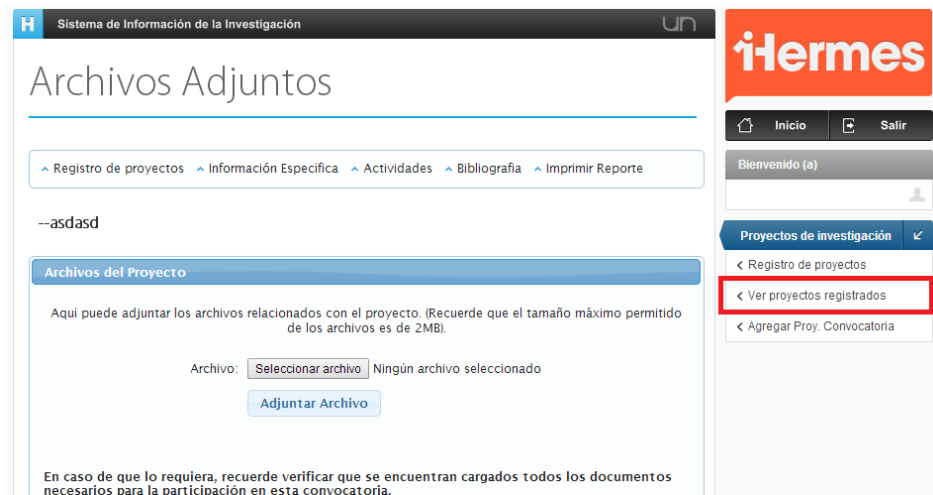 H Sistema de Información de la Investigación un
Archivos Adjuntos
Registro de proyectos Información Especifica Actividades Bibliografia Imprimir Reporte
--asdasd
Archivos del Proyecto
Aqui puede adjuntar los archivos relacionados con el proyecto. (Recuerde que el tamaño máximo permitido
de los archivos es de 2MB).
Archivo: Seleccionar archivo Ningún archivo seleccionado
Adjuntar Archivo
En caso de que lo requiera, recuerde verificar que se encuentran cargados todos los documentos
necesarios para la participación en esta convocatoria.
Hermes
Inicio Salir
Bienvenido (a)
Proyectos de investigación
Registro de proyectos
Ver proyectos registrados
Agregar Proy. Convocatoria